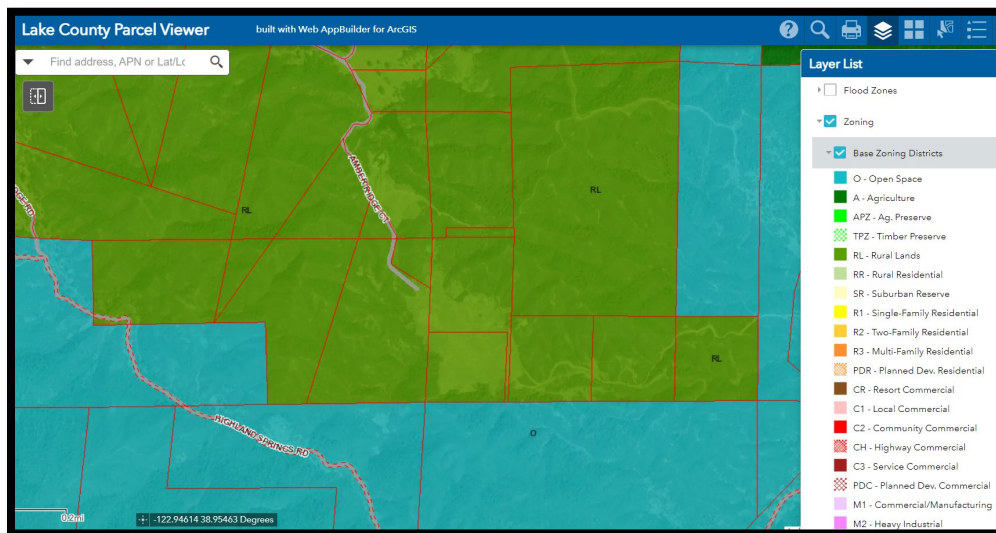 Lake County Parcel Viewer
built with Web AppBuilder for ArcGIS
Find address, APN or Lat/Lc
Layer List
Flood Zones
Zoning
Base Zoning Districts
O - Open Space
A - Agriculture
APZ - Ag. Preserve
TPZ - Timber Preserve
RL - Rural Lands
RR - Rural Residential
SR - Suburban Reserve
R1 - Single-Family Residential
R2 - Two-Family Residential
R3 - Multi-Family Residential
PDR - Planned Dev. Residential
CR - Resort Commercial
C1 - Local Commercial
C2 - Community Commercial
CH - Highway Commercial
C3 - Service Commercial
PDC - Planned Dev. Commercial
M1 - Commercial/Manufacturing
M2 - Heavy Industrial
AMBER RIDGE CT
RL
RL
DGE RD
RL
HIGHLAND SPRINGS RD
O
0.2mi
-122.94614 38.95463 Degrees